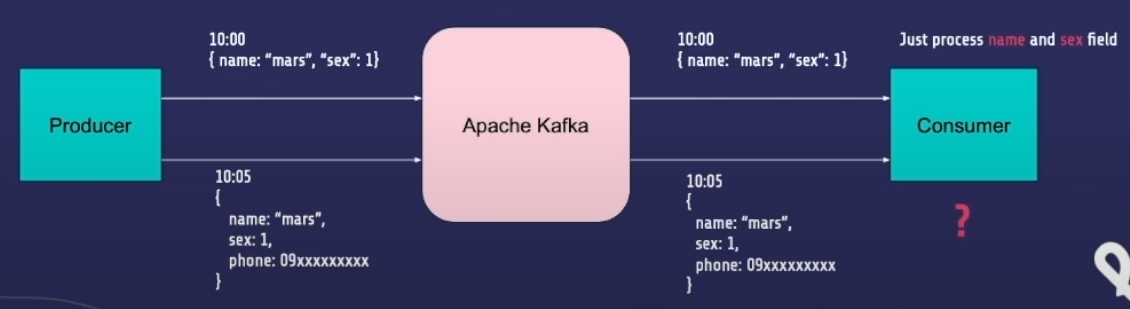 10:00
{ name: “mars”, “sex”: 1}
10:00
{ name: “mars”, “sex”: 1}
Just process name and sex field
Producer
Apache Kafka
Consumer
10:05
{
name: “mars”,
sex: 1,
phone: 09xxxxxxxxx
}
10:05
{
name: “mars”,
sex: 1,
phone: 09xxxxxxxxx
}
?